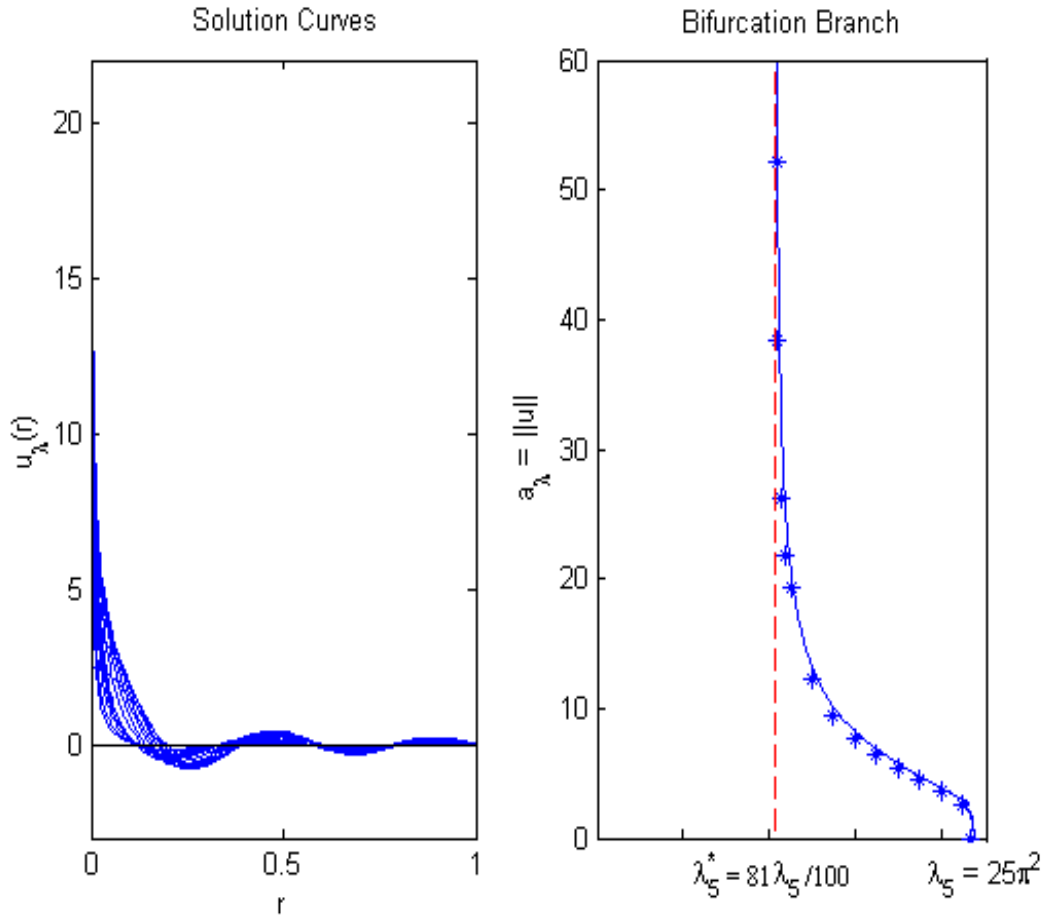 Solution Curves
20
15
10
5
0
u_λ(r)
0
0.5
1
r
Bifurcation Branch
60
50
40
30
20
10
0
a_λ = ||u||
λ*_5 = 81λ_5/100
λ_5 = 25π²